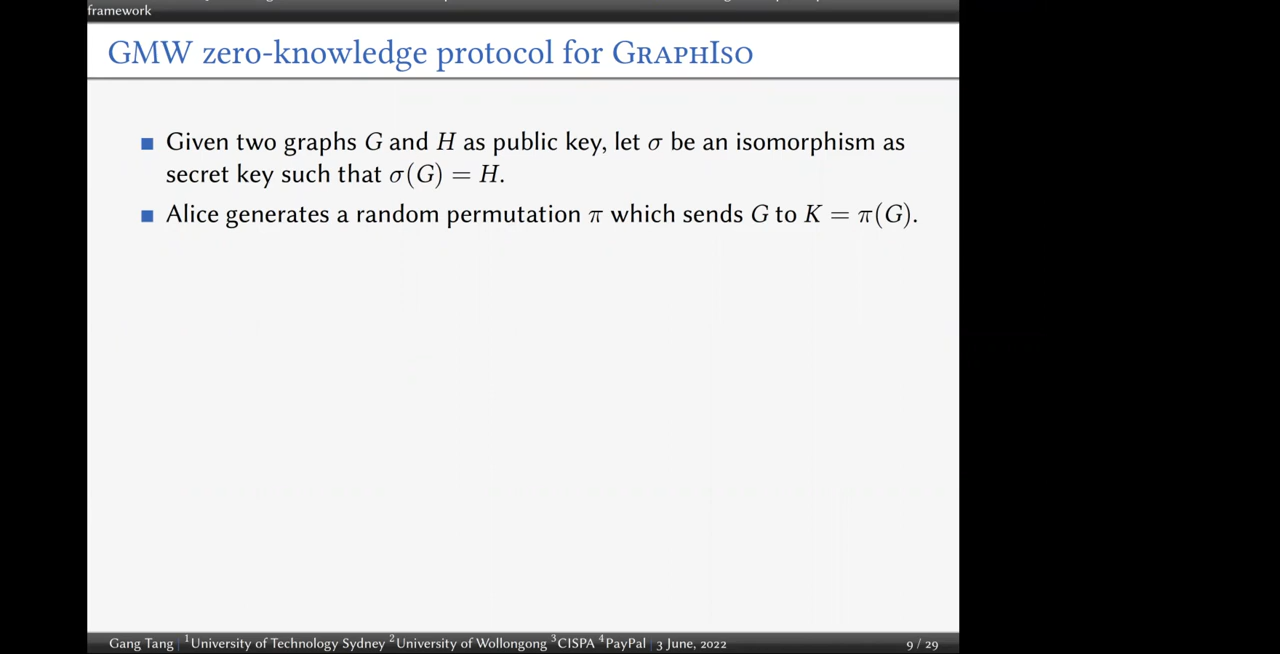 framework
GMW zero-knowledge protocol for GRAPHISO
Given two graphs G and H as public key, let σ be an isomorphism as
secret key such that σ(G) = H.
Alice generates a random permutation π which sends G to K = π(G).
Gang Tang | ¹University of Technology Sydney ²University of Wollongong ³CISPA ⁴PayPal | 3 June, 2022
9 / 29